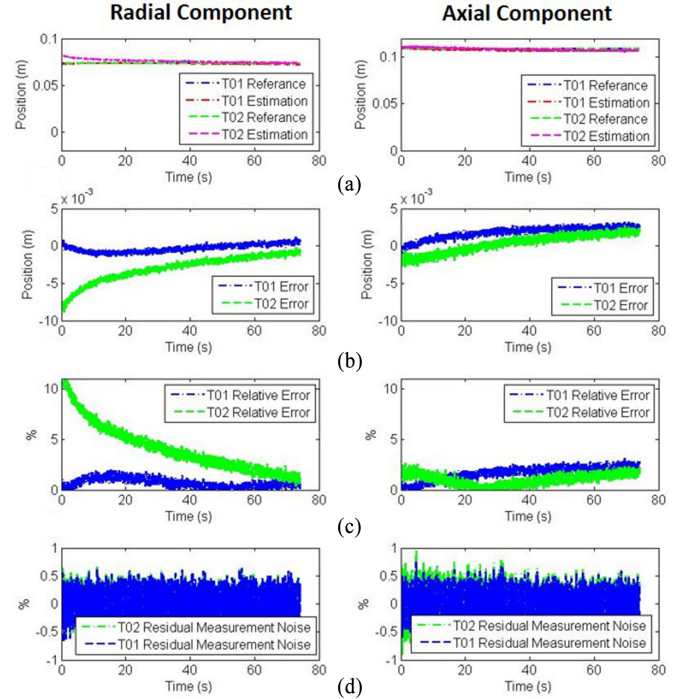 Radial Component
Axial Component
0.1
0.05
0
Position (m)
T01 Referance
T01 Estimation
T02 Referance
T02 Estimation
0 20 40 60 80
Time (s)
0.1
0.05
0
Position (m)
T01 Referance
T01 Estimation
T02 Referance
T02 Estimation
0 20 40 60 80
Time (s)
(a)
x 10-3
5
0
-5
-10
Position (m)
T01 Error
T02 Error
0 20 40 60 80
Time (s)
x 10-3
5
0
-5
-10
Position (m)
T01 Error
T02 Error
0 20 40 60 80
Time (s)
(b)
10
5
0
%
T01 Relative Error
T02 Relative Error
0 20 40 60 80
Time (s)
10
5
0
%
T01 Relative Error
T02 Relative Error
0 20 40 60 80
Time (s)
(c)
1
0.5
0
-0.5
-1
%
T02 Residual Measurement Noise
T01 Residual Measurement Noise
0 20 40 60 80
Time (s)
1
0.5
0
-0.5
-1
%
T02 Residual Measurement Noise
T01 Residual Measurement Noise
0 20 40 60 80
Time (s)
(d)